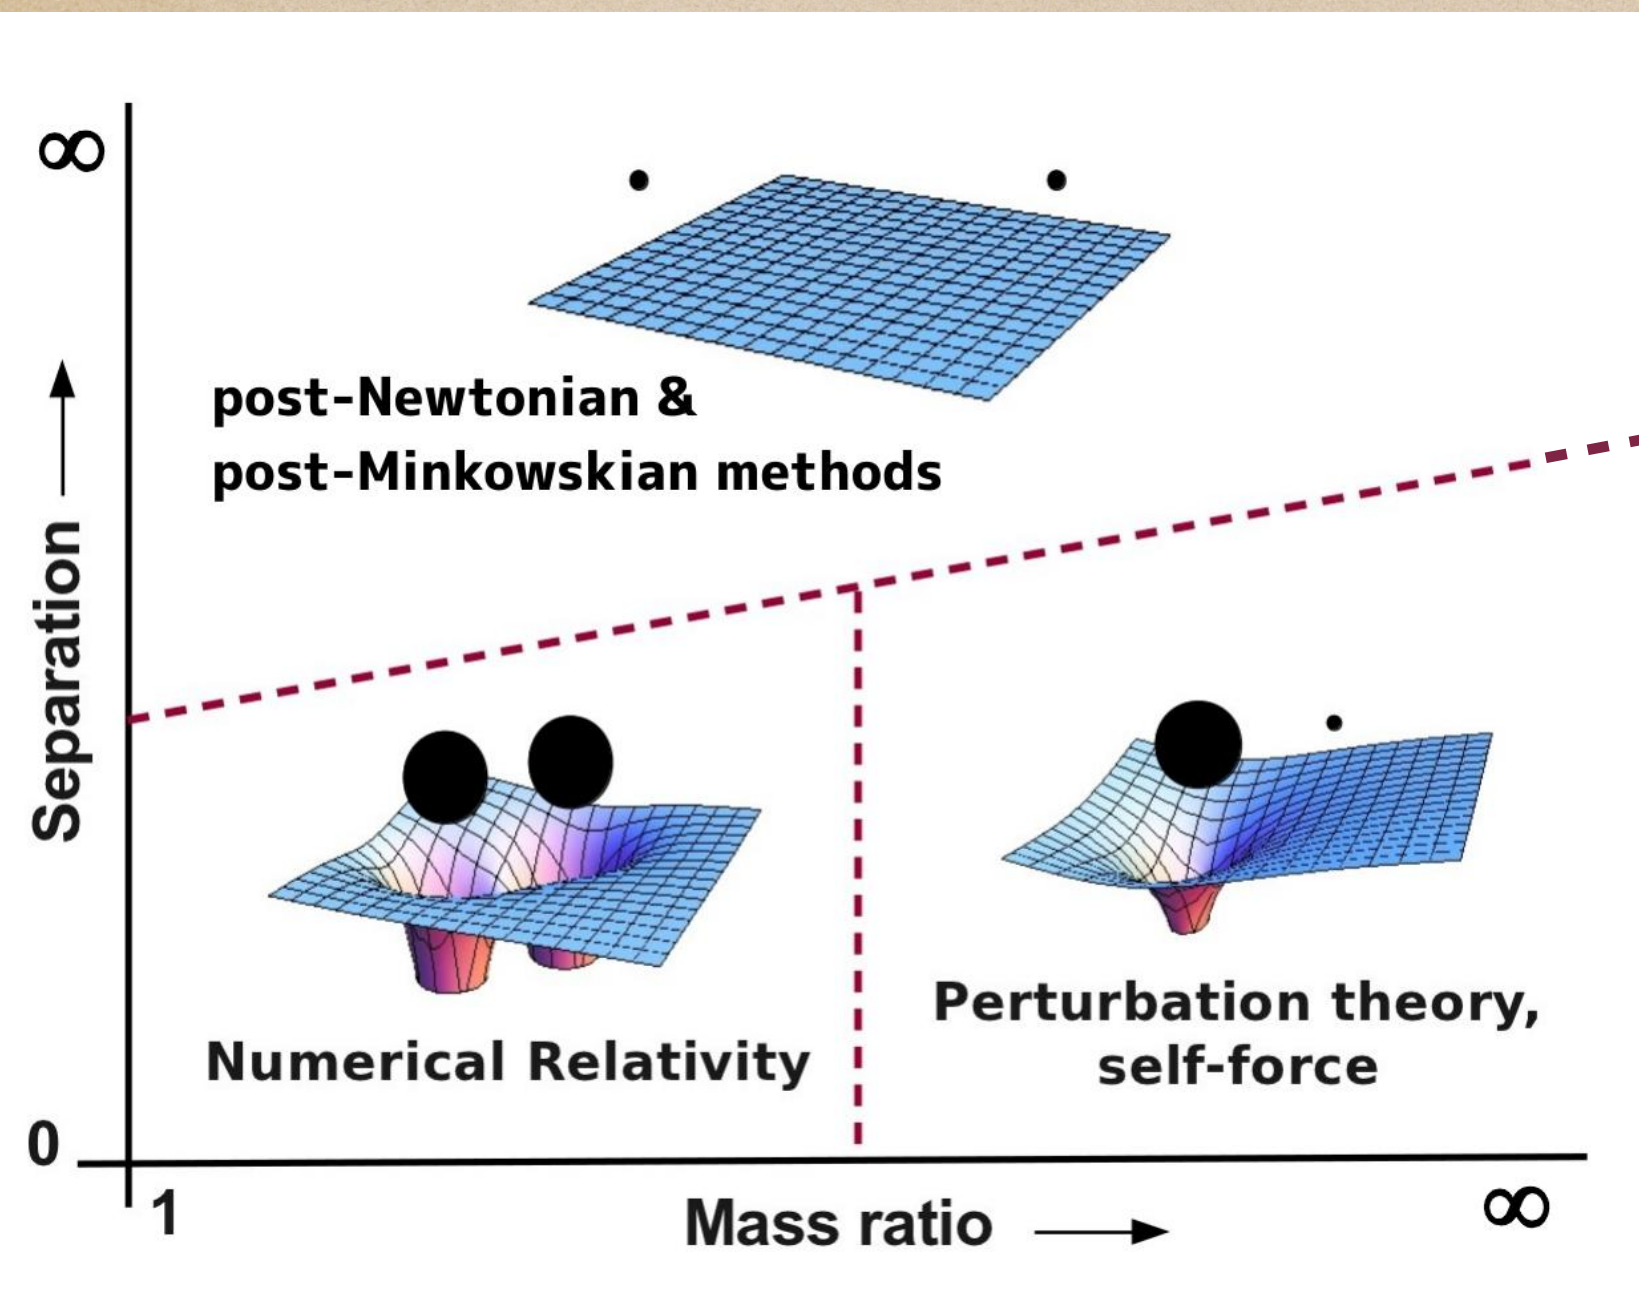 ∞
post-Newtonian &
post-Minkowskian methods
Separation
Numerical Relativity
Perturbation theory,
self-force
0
1
Mass ratio
∞